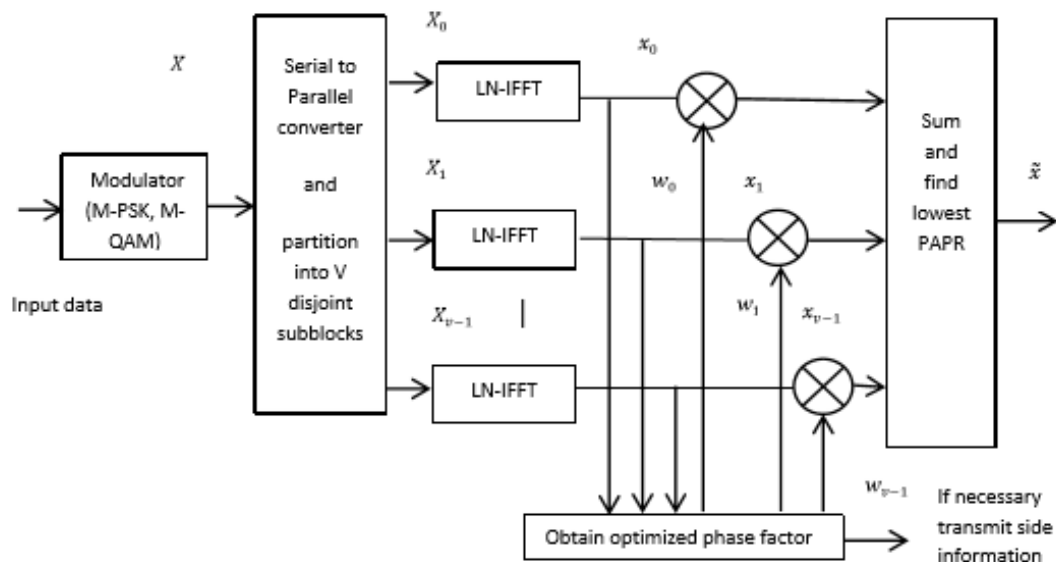 X
Modulator
(M-PSK, M-
QAM)
Input data
Serial to
Parallel
converter
and
partition
into V
disjoint
subblocks
X₀
LN-IFFT
x₀
X₁
LN-IFFT
w₀
x₁
Xᵥ₋₁
|
w₁
xᵥ₋₁
LN-IFFT
Sum
and
find
lowest
PAPR
x̃
wᵥ₋₁
Obtain optimized phase factor
If necessary
transmit side
information